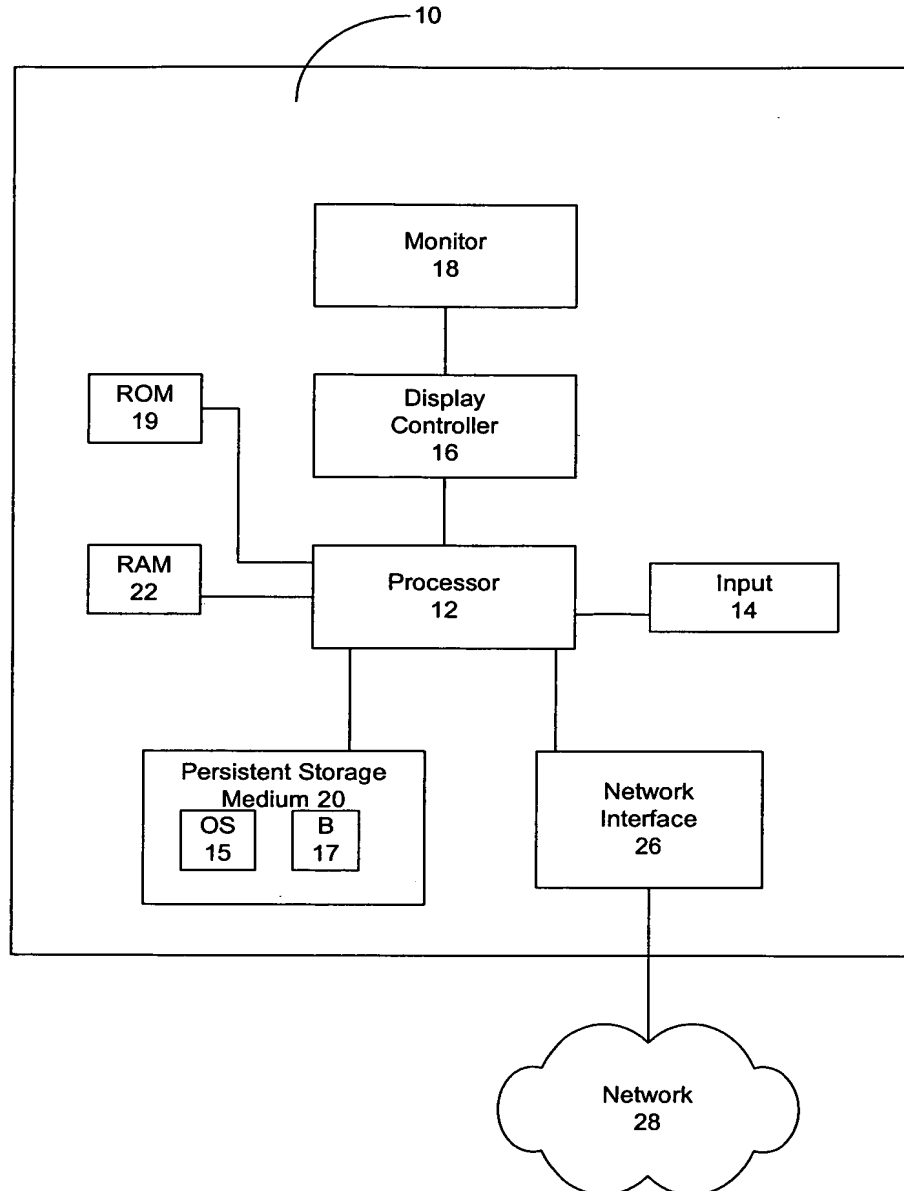 10
Monitor
18
Display
Controller
16
ROM
19
RAM
22
Processor
12
Input
14
Persistent Storage
Medium 20
OS
15
B
17
Network
Interface
26
Network
28